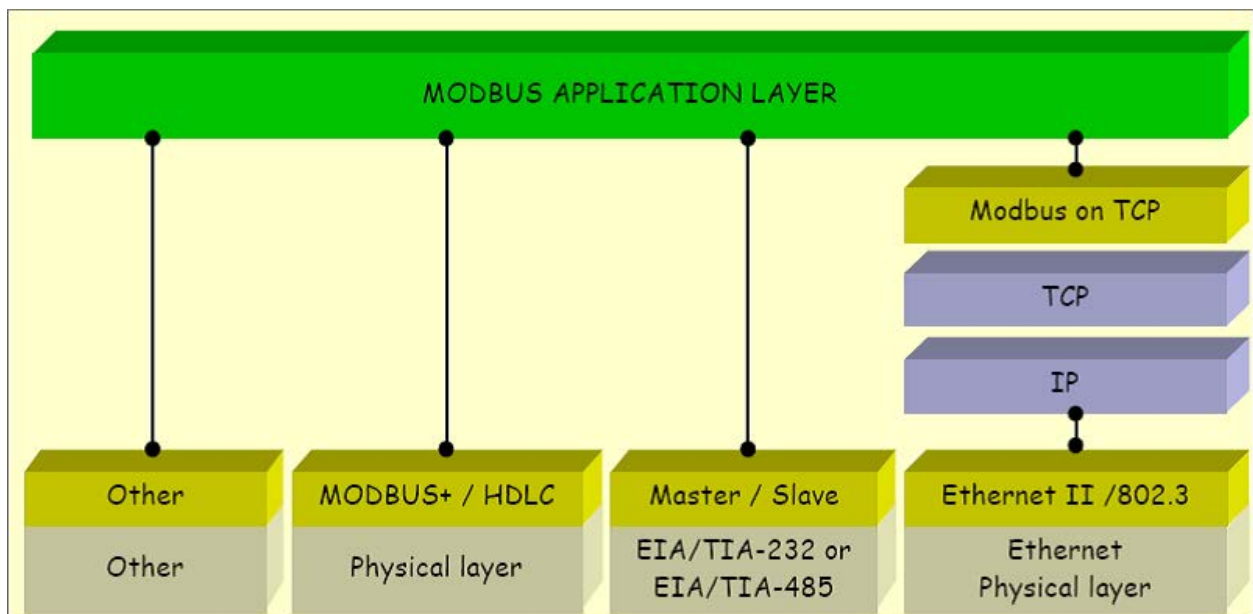 MODBUS APPLICATION LAYER
Modbus on TCP
TCP
IP
Other
MODBUS+ / HDLC
Master / Slave
Ethernet II /802.3
Other
Physical layer
EIA/TIA-232 or
EIA/TIA-485
Ethernet
Physical layer